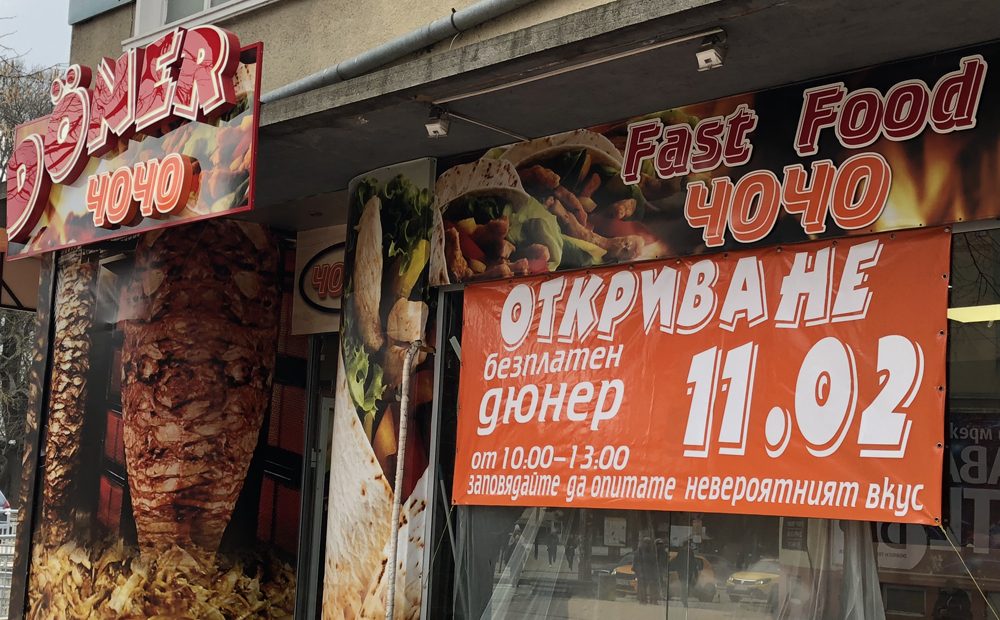 DÖNER
ЧОЧО
Fast Food
ЧОЧО
ЧО
ОТКРИВАНЕ
безплатен
дюнер
11.02
от 10:00–13:00
заповядайте да опитате невероятният вкус